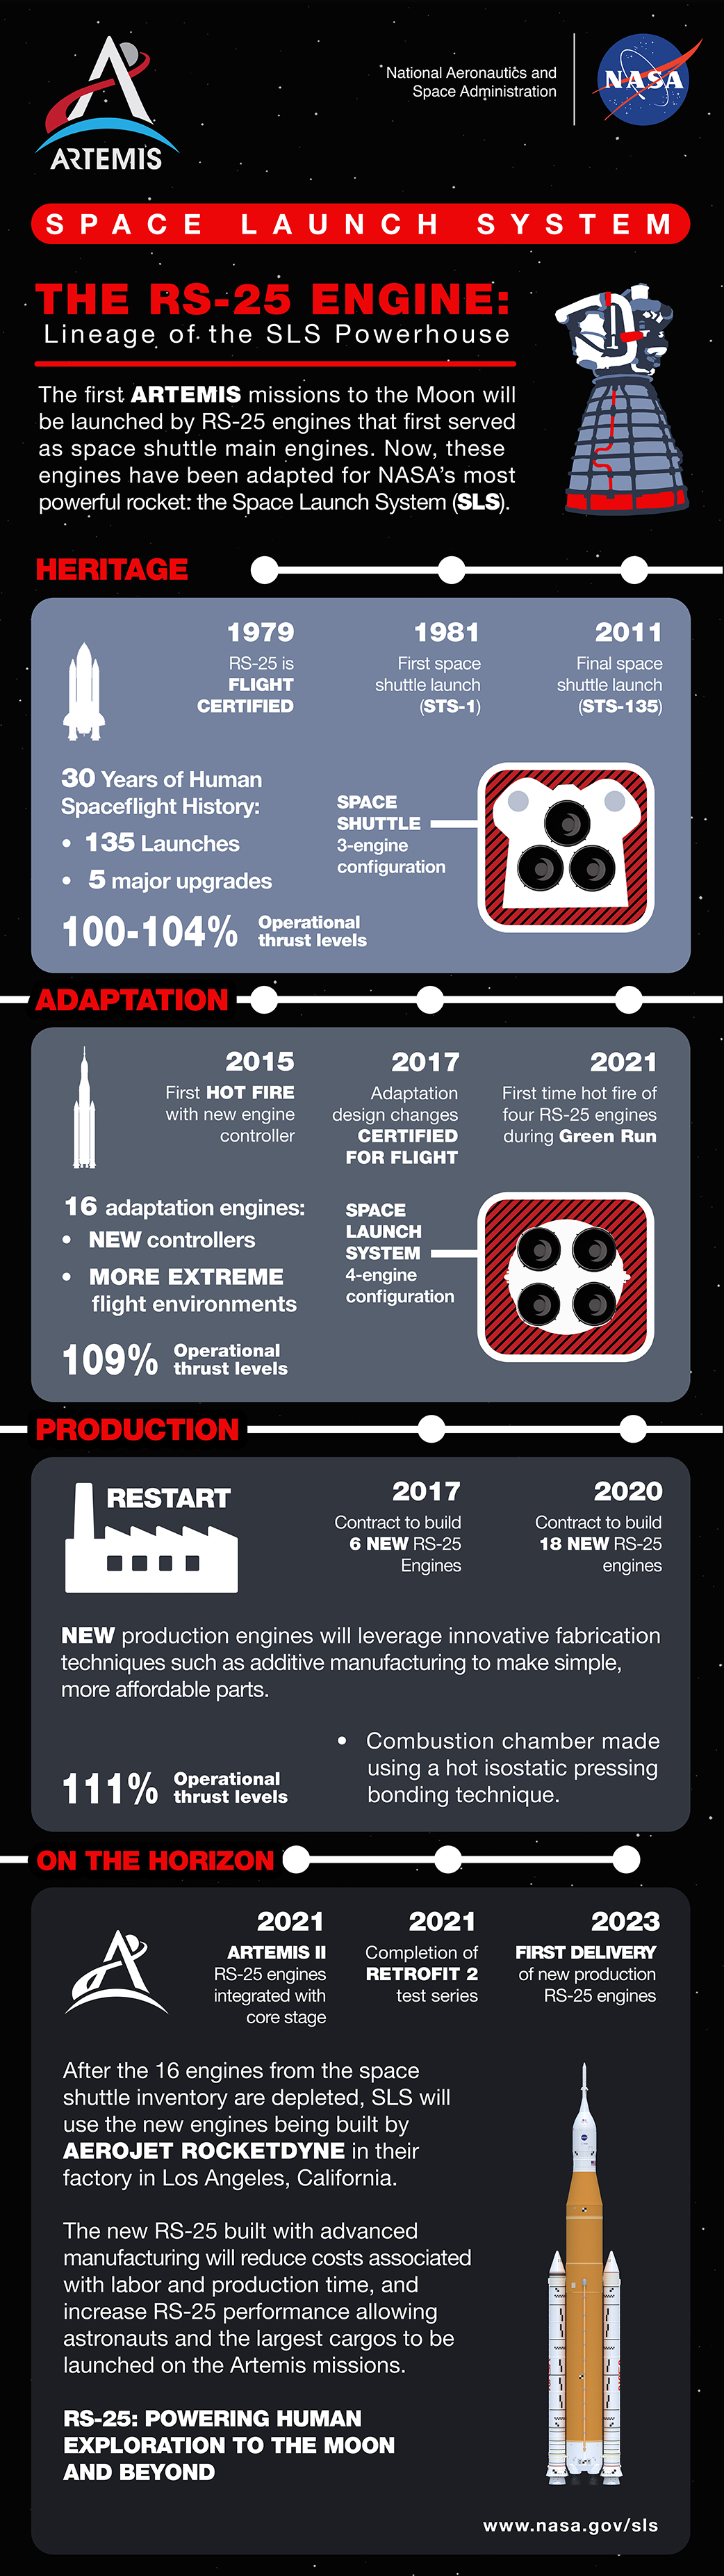 National Aeronautics and
Space Administration
NASA
ARTEMIS
SPACE LAUNCH SYSTEM
THE RS-25 ENGINE:
Lineage of the SLS Powerhouse
The first ARTEMIS missions to the Moon will
be launched by RS-25 engines that first served
as space shuttle main engines. Now, these
engines have been adapted for NASA's most
powerful rocket: the Space Launch System (SLS).
HERITAGE
1979
RS-25 is
FLIGHT
CERTIFIED
1981
First space
shuttle launch
(STS-1)
2011
Final space
shuttle launch
(STS-135)
30 Years of Human
Spaceflight History:
• 135 Launches
• 5 major upgrades
100-104% Operational
thrust levels
SPACE
SHUTTLE
3-engine
configuration
ADAPTATION
2015
First HOT FIRE
with new engine
controller
2017
Adaptation
design changes
CERTIFIED
FOR FLIGHT
2021
First time hot fire of
four RS-25 engines
during Green Run
16 adaptation engines:
• NEW controllers
• MORE EXTREME
flight environments
109% Operational
thrust levels
SPACE
LAUNCH
SYSTEM
4-engine
configuration
PRODUCTION
RESTART
2017
Contract to build
6 NEW RS-25
Engines
2020
Contract to build
18 NEW RS-25
engines
NEW production engines will leverage innovative fabrication
techniques such as additive manufacturing to make simple,
more affordable parts.
• Combustion chamber made
using a hot isostatic pressing
bonding technique.
111% Operational
thrust levels
ON THE HORIZON
2021
ARTEMIS II
RS-25 engines
integrated with
core stage
2021
Completion of
RETROFIT 2
test series
2023
FIRST DELIVERY
of new production
RS-25 engines
After the 16 engines from the space
shuttle inventory are depleted, SLS will
use the new engines being built by
AEROJET ROCKETDYNE in their
factory in Los Angeles, California.
The new RS-25 built with advanced
manufacturing will reduce costs associated
with labor and production time, and
increase RS-25 performance allowing
astronauts and the largest cargos to be
launched on the Artemis missions.
RS-25: POWERING HUMAN
EXPLORATION TO THE MOON
AND BEYOND
www.nasa.gov/sls